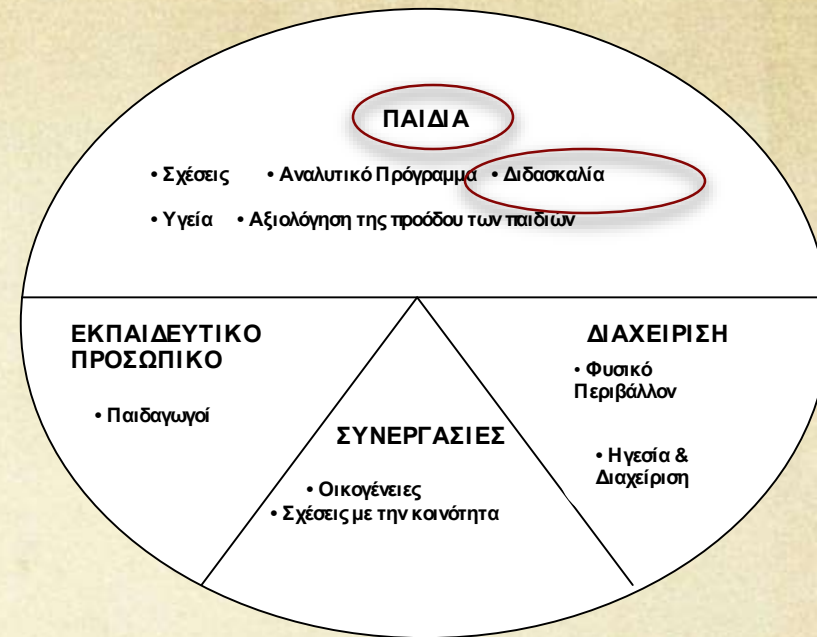 ΠΑΙΔΙΑ
• Σχέσεις • Αναλυτικό Πρόγραμμα • Διδασκαλία
• Υγεία • Αξιολόγηση της προόδου των παιδιών
ΕΚΠΑΙΔΕΥΤΙΚΟ
ΠΡΟΣΩΠΙΚΟ
• Παιδαγωγοί
ΣΥΝΕΡΓΑΣΙΕΣ
• Οικογένειες
• Σχέσεις με την κοινότητα
ΔΙΑΧΕΙΡΙΣΗ
• Φυσικό
Περιβάλλον
• Ηγεσία &
Διαχείριση